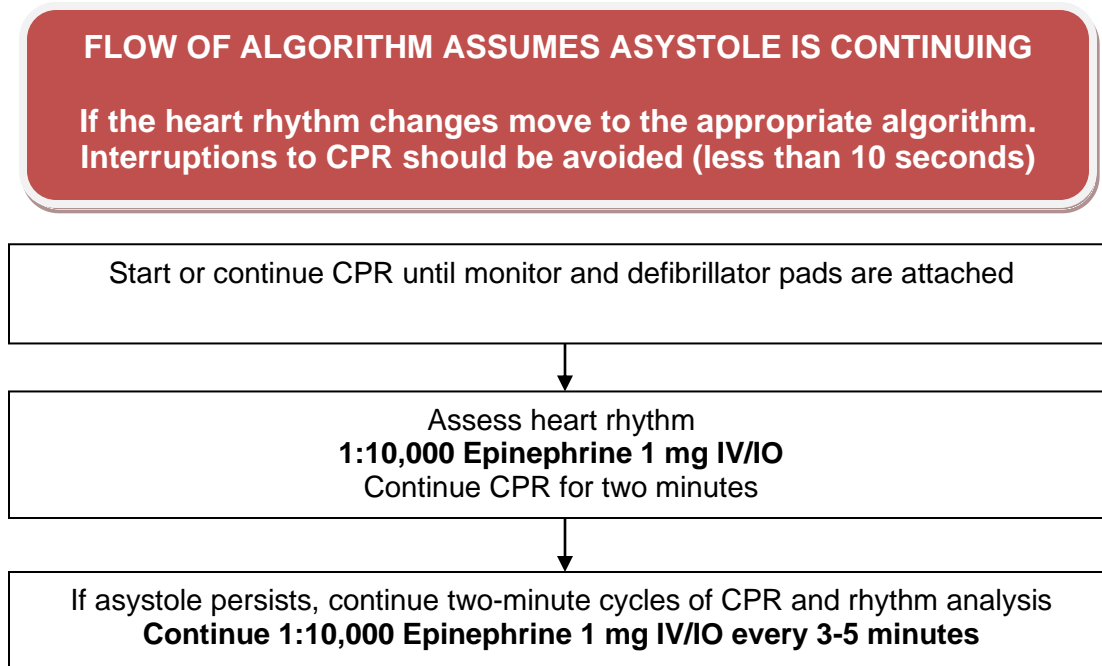 FLOW OF ALGORITHM ASSUMES ASYSTOLE IS CONTINUING
If the heart rhythm changes move to the appropriate algorithm.
Interruptions to CPR should be avoided (less than 10 seconds)
Start or continue CPR until monitor and defibrillator pads are attached
Assess heart rhythm
1:10,000 Epinephrine 1 mg IV/IO
Continue CPR for two minutes
If asystole persists, continue two-minute cycles of CPR and rhythm analysis
Continue 1:10,000 Epinephrine 1 mg IV/IO every 3-5 minutes